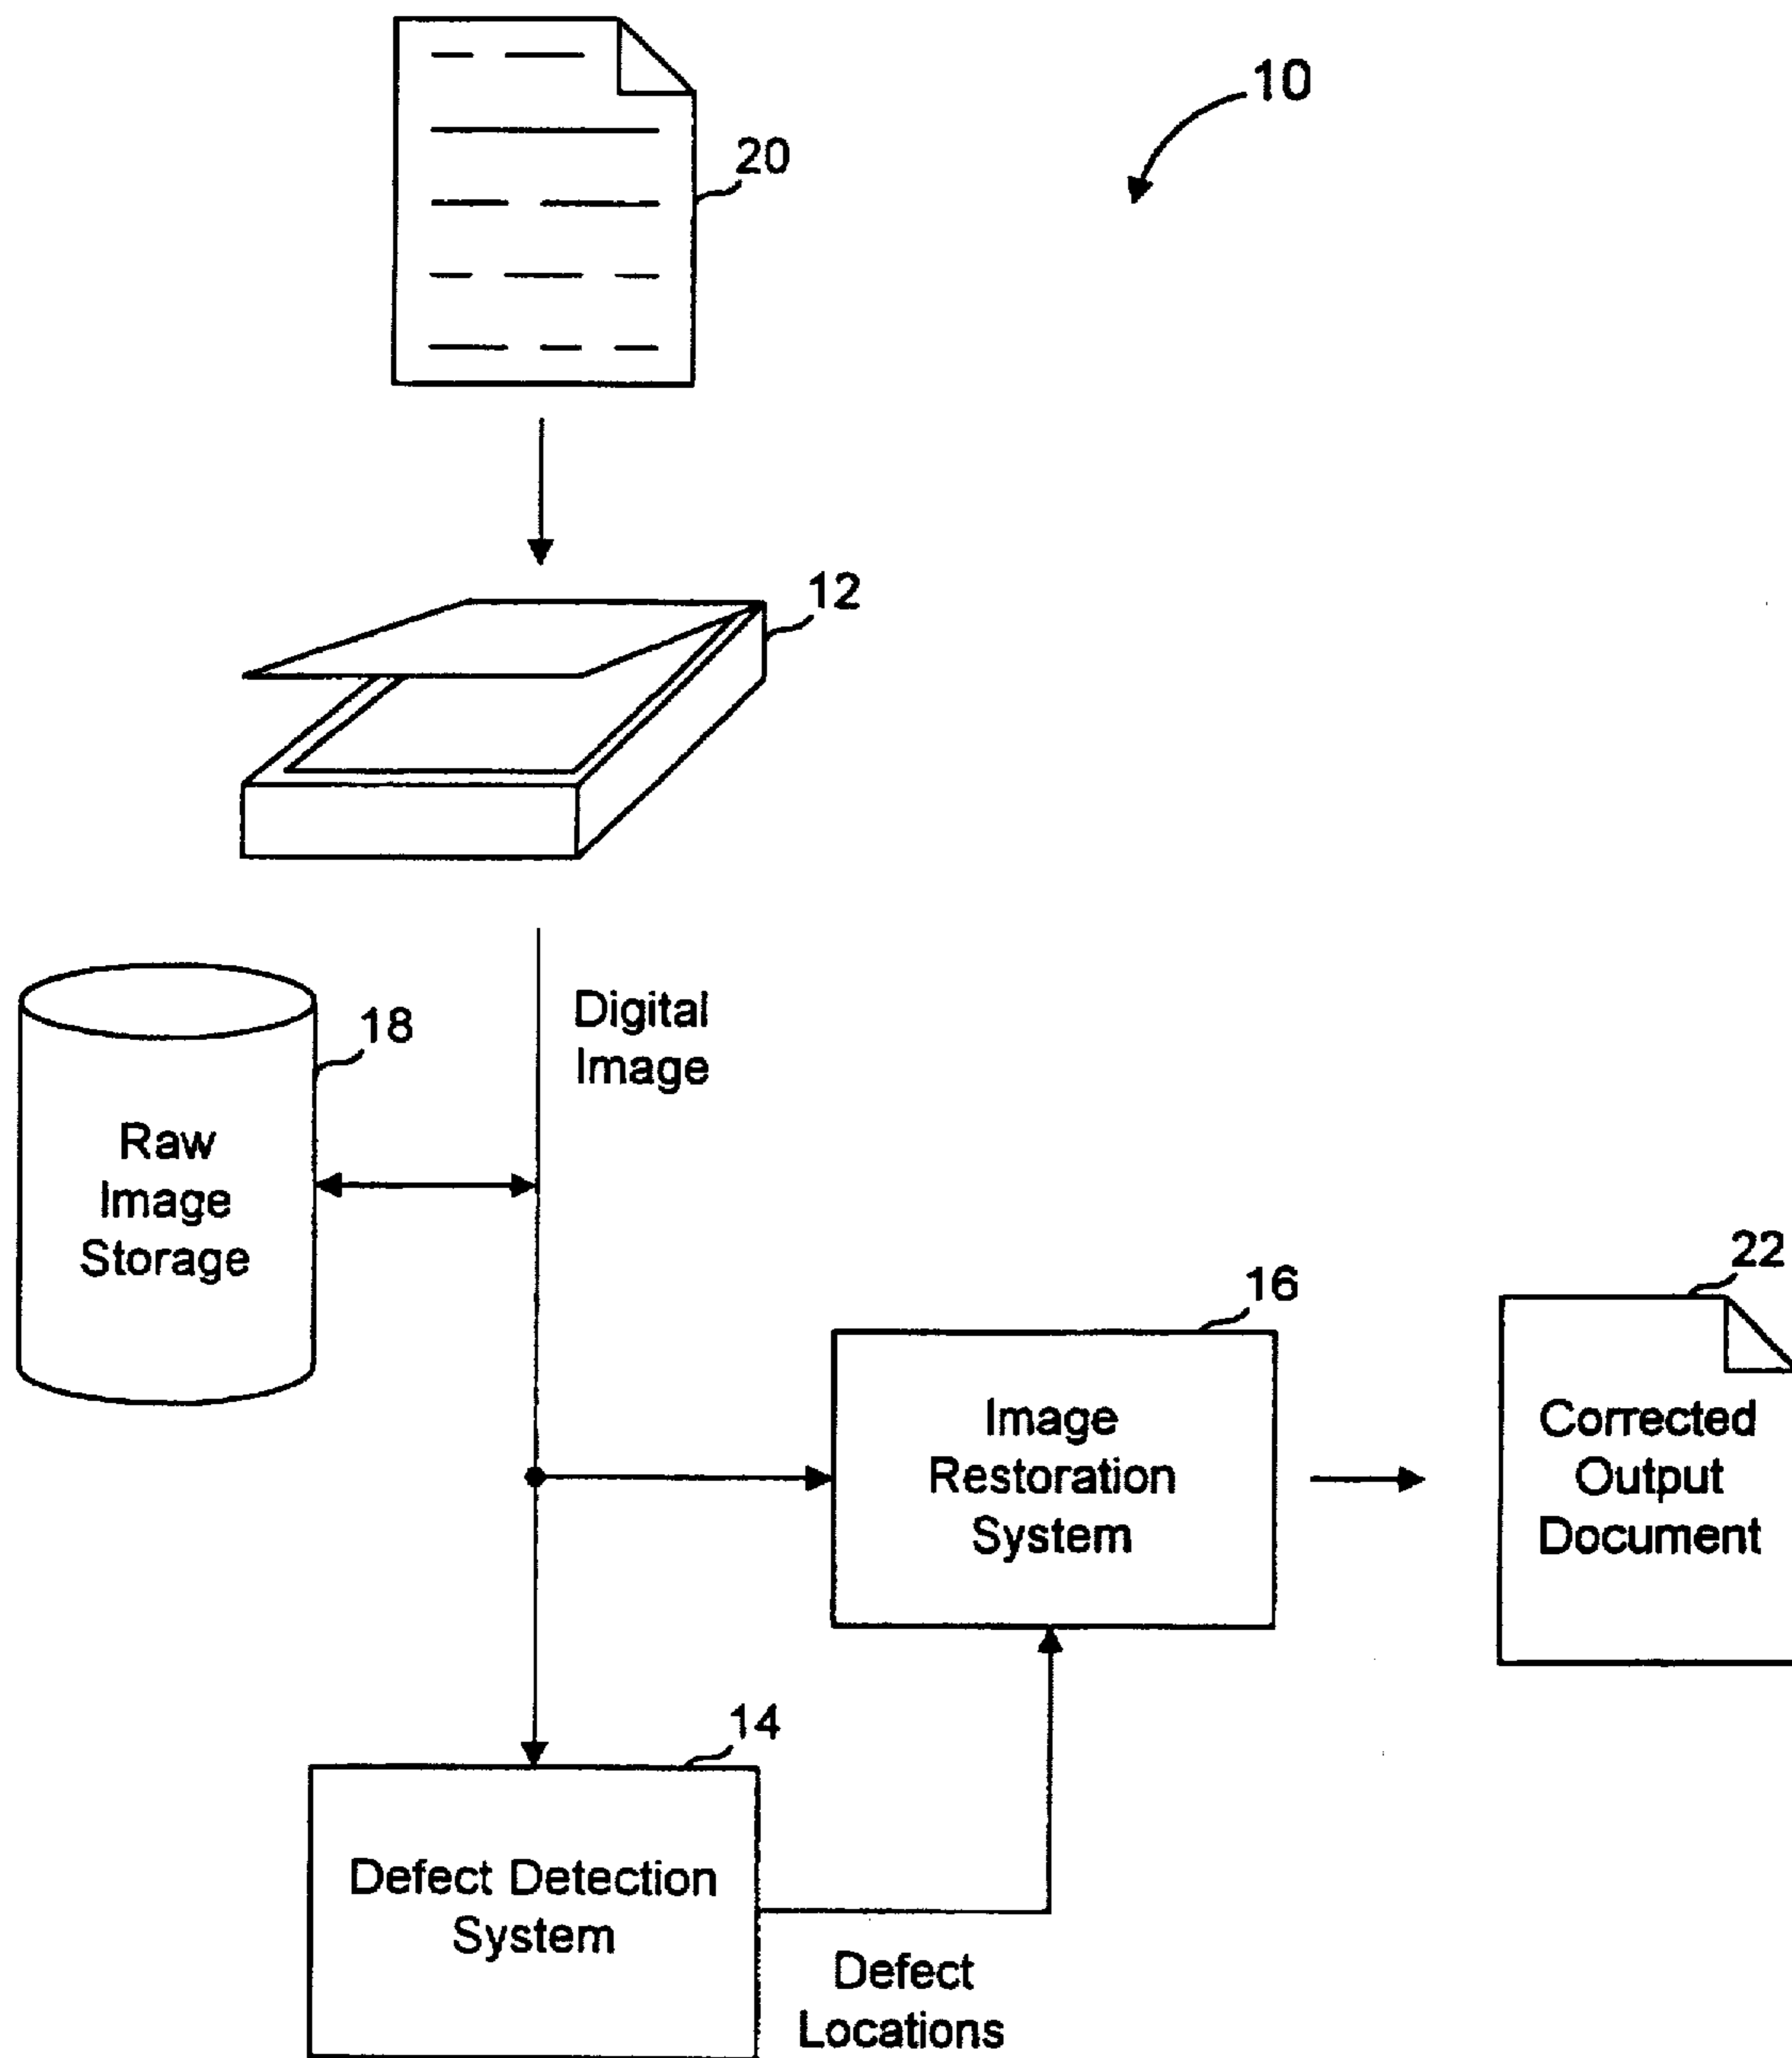 10
20
12
Digital
Image
18
Raw
Image
Storage
22
16
Image
Restoration
System
Corrected
Output
Document
14
Defect Detection
System
Defect
Locations